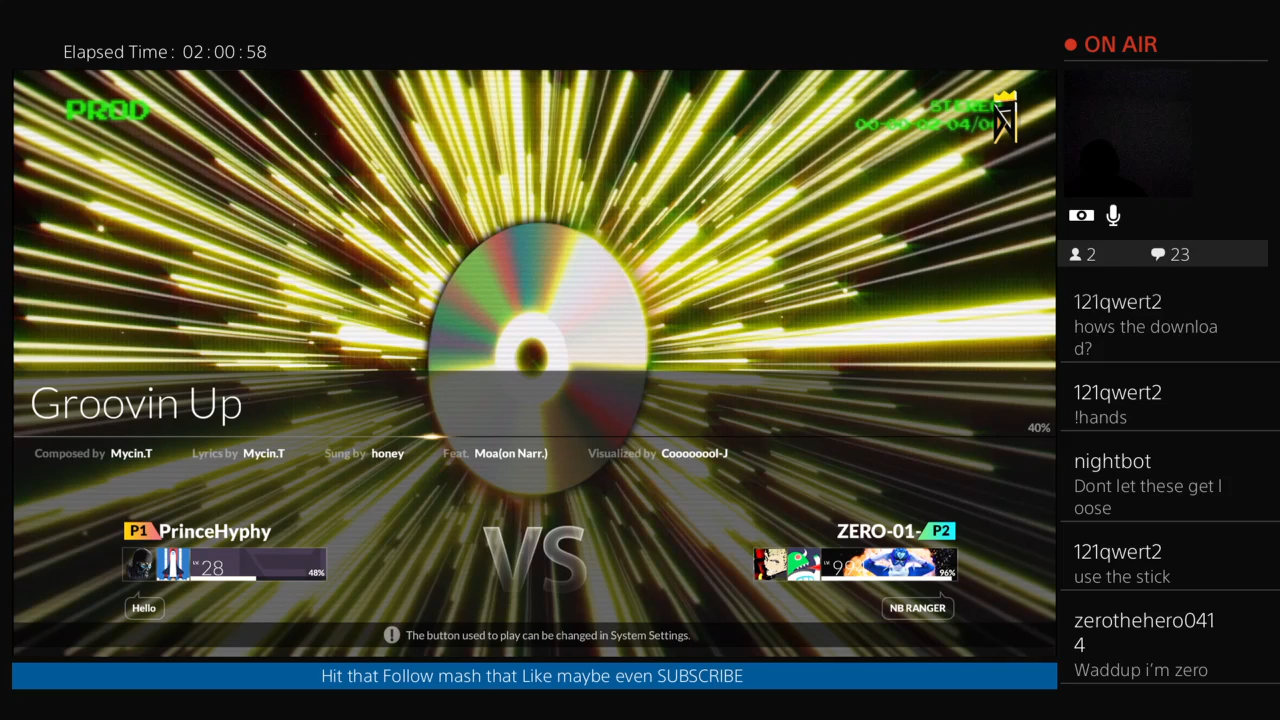 Elapsed Time: 02:00:58
ON AIR
PROD
2
23
121qwert2
hows the downloa
d?
121qwert2
!hands
nightbot
Dont let these get l
oose
121qwert2
use the stick
zerothehero041
4
Waddup i'm zero
Groovin Up
40%
Composed by Mycin.T Lyrics by Mycin.T Sung by honey Feat. Moa(on Narr.) Visualized by Coooooool-J
P1 PrinceHyphy
ZERO-01- P2
VS
LV 28 48%
LV 99 96%
Hello
NB RANGER
The button used to play can be changed in System Settings.
Hit that Follow mash that Like maybe even SUBSCRIBE